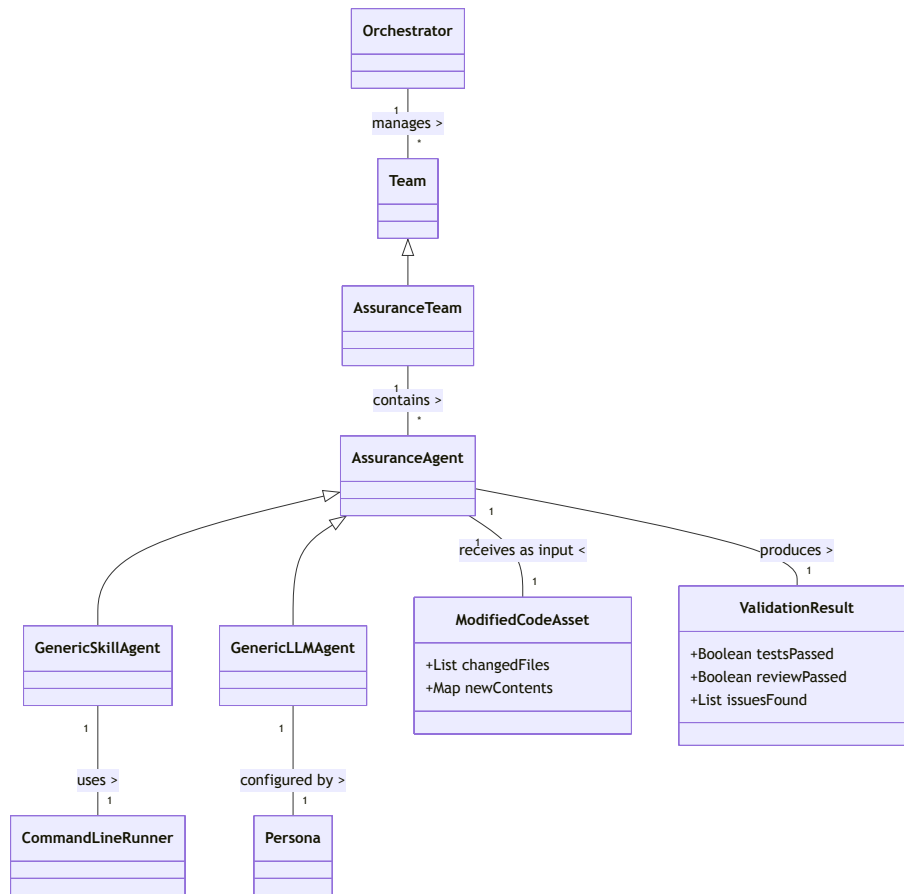 Orchestrator
1
manages >
*
Team
AssuranceTeam
1
contains >
*
AssuranceAgent
1
1
receives as input <
produces >
1
1
ModifiedCodeAsset
+List changedFiles
+Map newContents
ValidationResult
+Boolean testsPassed
+Boolean reviewPassed
+List issuesFound
GenericSkillAgent
GenericLLMAgent
1
1
uses >
configured by >
1
1
CommandLineRunner
Persona